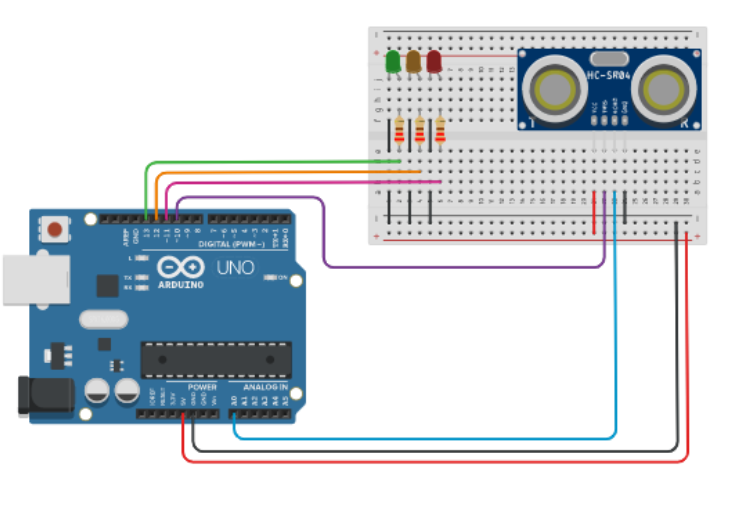 HC-SR04
VCC
TRIG
ECHO
GND
T
R
AREF
GND
13
12
~11
~10
~9
8
7
~6
~5
4
~3
2
TX→1
RX←0
DIGITAL (PWM~)
L
TX
RX
UNO
ON
ARDUINO
POWER
ANALOG IN
IOREF
RESET
3.3V
5V
GND
GND
Vin
A0
A1
A2
A3
A4
A5